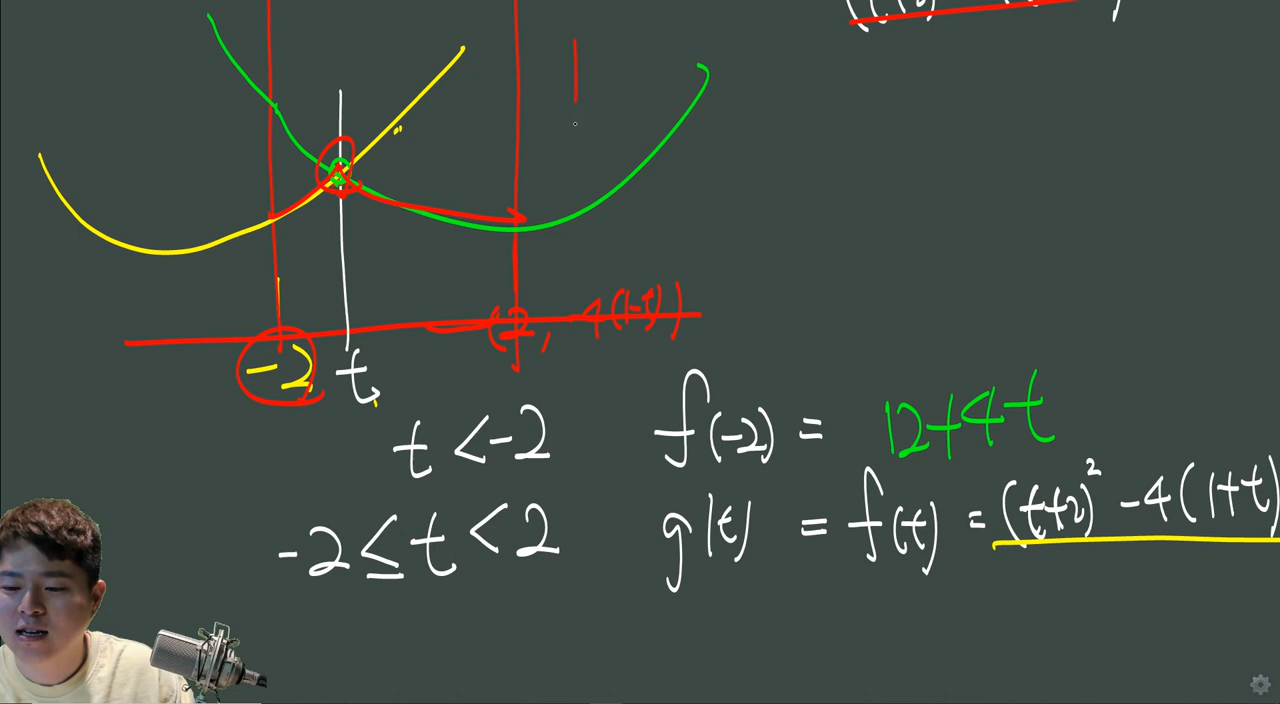 (2, -4(1-t))
-2 t
t < -2 f(-2) = 12+4t
-2 ≤ t < 2 g(t) = f(t) = (t+2)² -4(1+t)